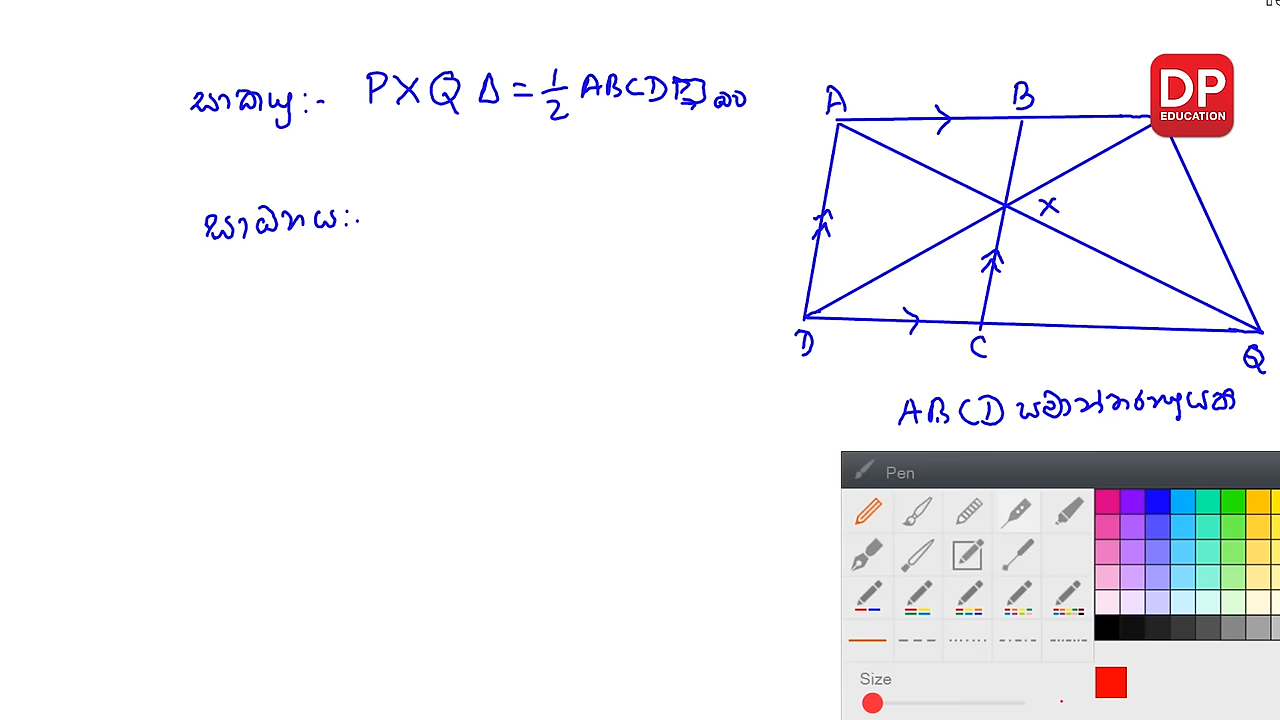 සාක්‍ය:- PXQ Δ = 1/2 ABCD
සාධනය:-
A
B
DP
EDUCATION
X
D
C
Q
ABCD සමාන්තරාස්‍රයකි
Pen
Size